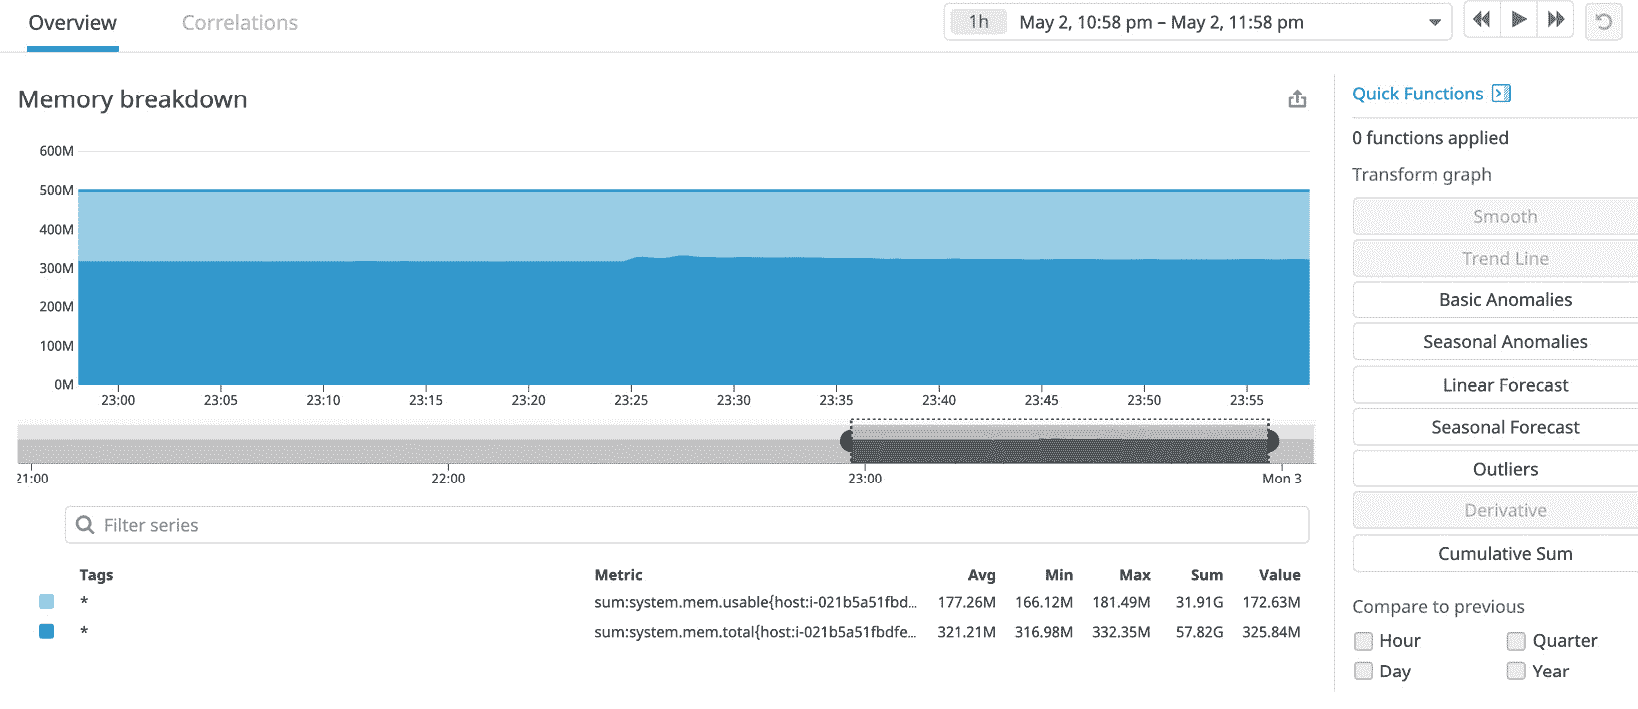 Overview Correlations 1h May 2, 10:58 pm – May 2, 11:58 pm
Memory breakdown
600M
500M
400M
300M
200M
100M
0M
23:00 23:05 23:10 23:15 23:20 23:25 23:30 23:35 23:40 23:45 23:50 23:55
21:00 22:00 23:00 Mon 3
Filter series
Tags Metric Avg Min Max Sum Value
* sum:system.mem.usable{host:i-021b5a51fbd... 177.26M 166.12M 181.49M 31.91G 172.63M
* sum:system.mem.total{host:i-021b5a51fbdfe... 321.21M 316.98M 332.35M 57.82G 325.84M
Quick Functions
0 functions applied
Transform graph
Smooth
Trend Line
Basic Anomalies
Seasonal Anomalies
Linear Forecast
Seasonal Forecast
Outliers
Derivative
Cumulative Sum
Compare to previous
Hour Quarter
Day Year